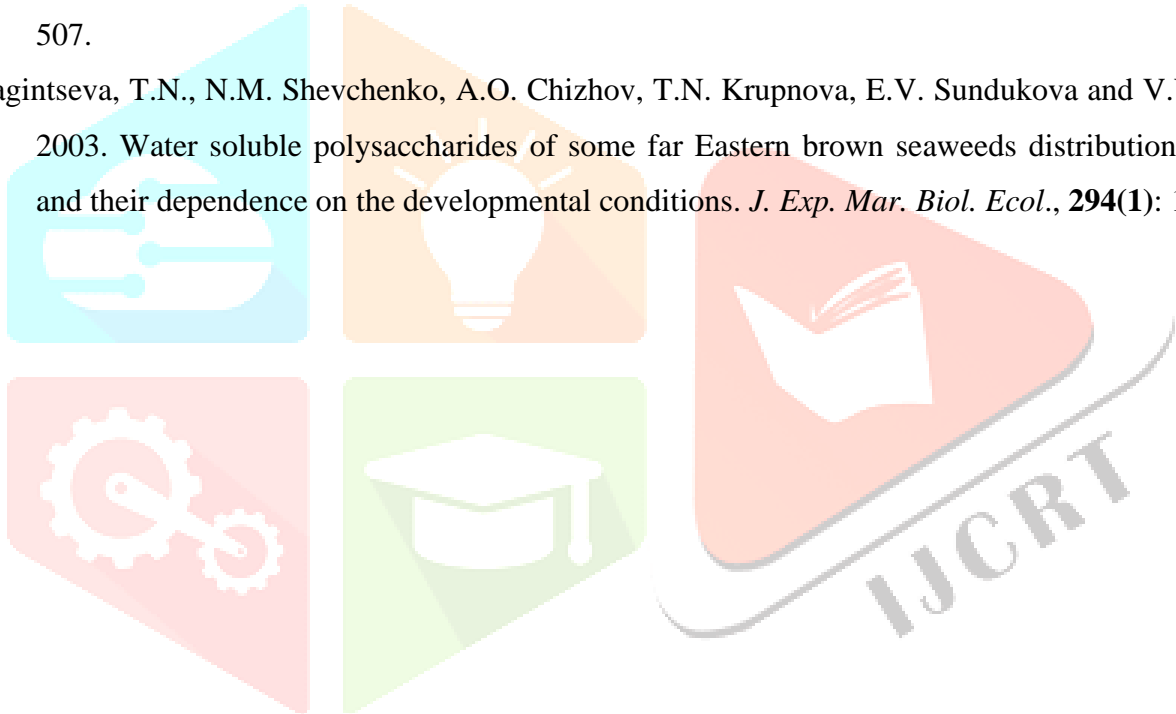 507.
agintseva, T.N., N.M. Shevchenko, A.O. Chizhov, T.N. Krupnova, E.V. Sundukova and V.
2003. Water soluble polysaccharides of some far Eastern brown seaweeds distribution
and their dependence on the developmental conditions. J. Exp. Mar. Biol. Ecol., 294(1):
IJCRT